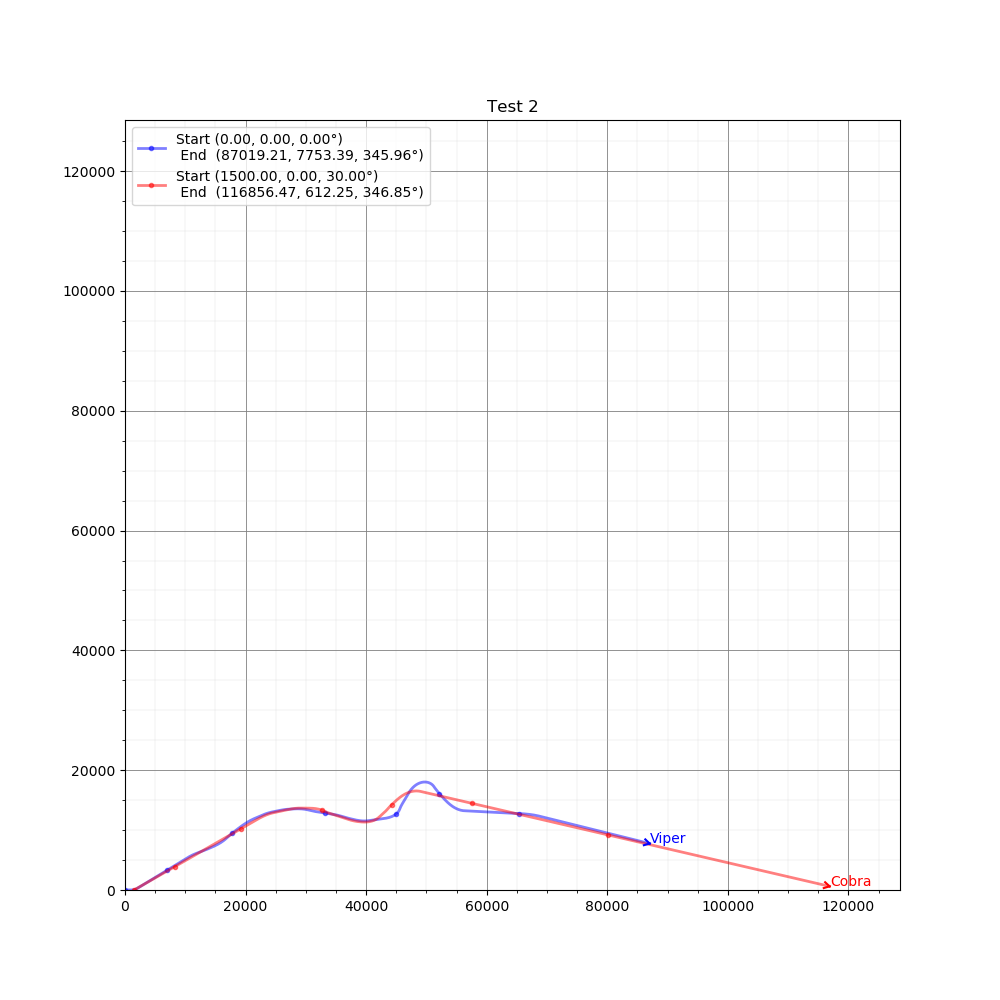 Test 2
Start (0.00, 0.00, 0.00°)
End (87019.21, 7753.39, 345.96°)
Start (1500.00, 0.00, 30.00°)
End (116856.47, 612.25, 346.85°)
120000
100000
80000
60000
40000
20000
0
Viper
Cobra
0 20000 40000 60000 80000 100000 120000